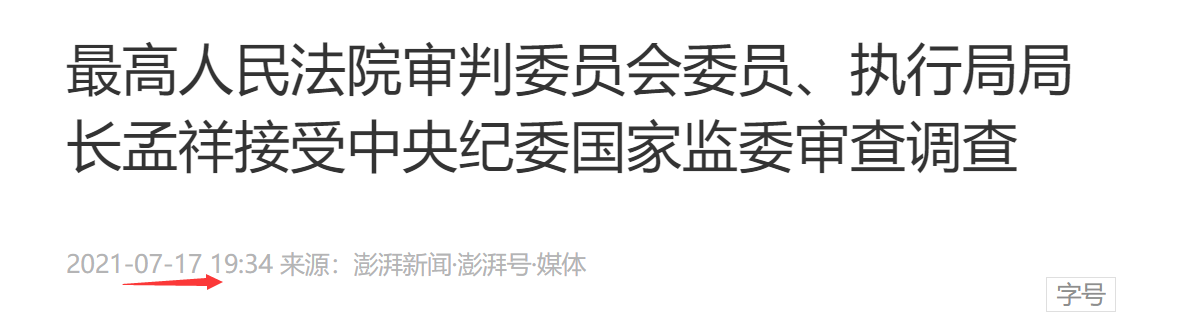 最高人民法院审判委员会委员、执行局局
长孟祥接受中央纪委国家监委审查调查
2021-07-17 19:34 来源：澎湃新闻·澎湃号·媒体
字号